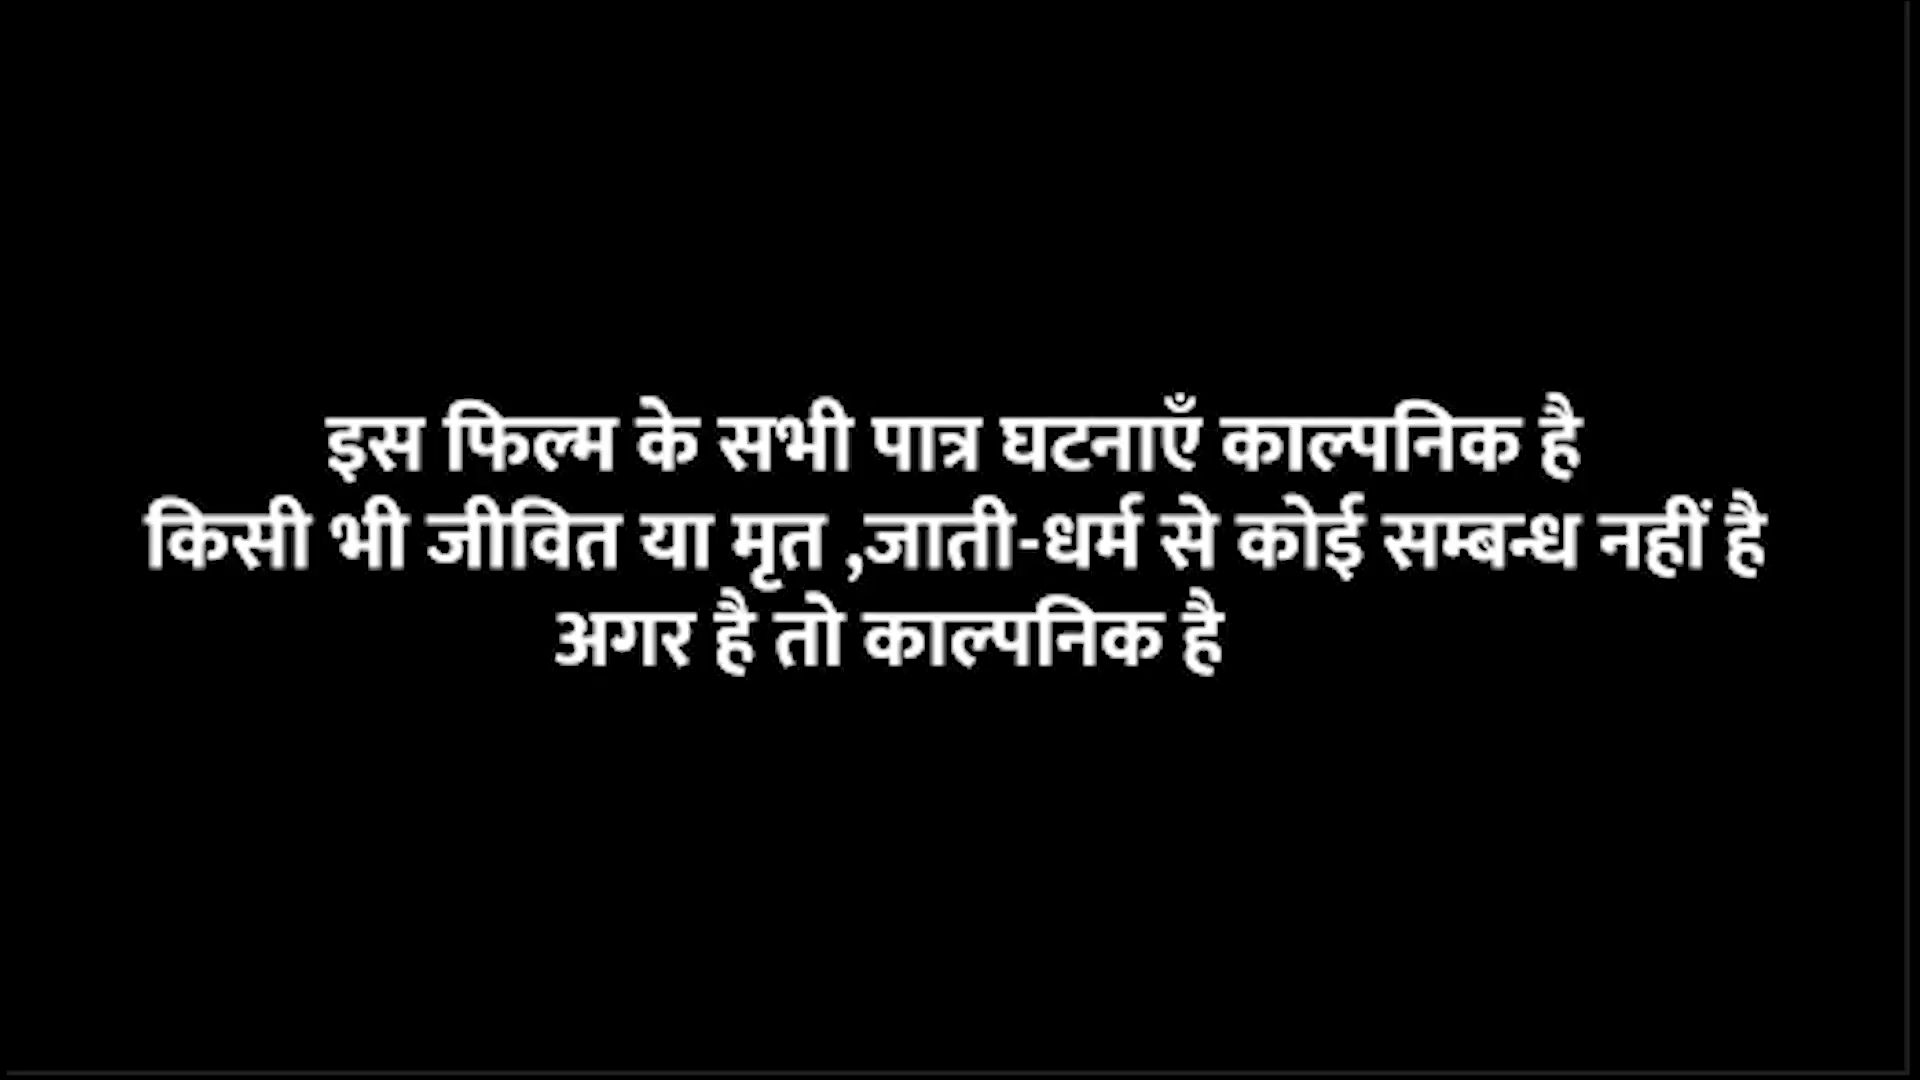 इस फिल्म के सभी पात्र घटनाएँ काल्पनिक है
किसी भी जीवित या मृत ,जाती-धर्म से कोई सम्बन्ध नहीं है
अगर है तो काल्पनिक है